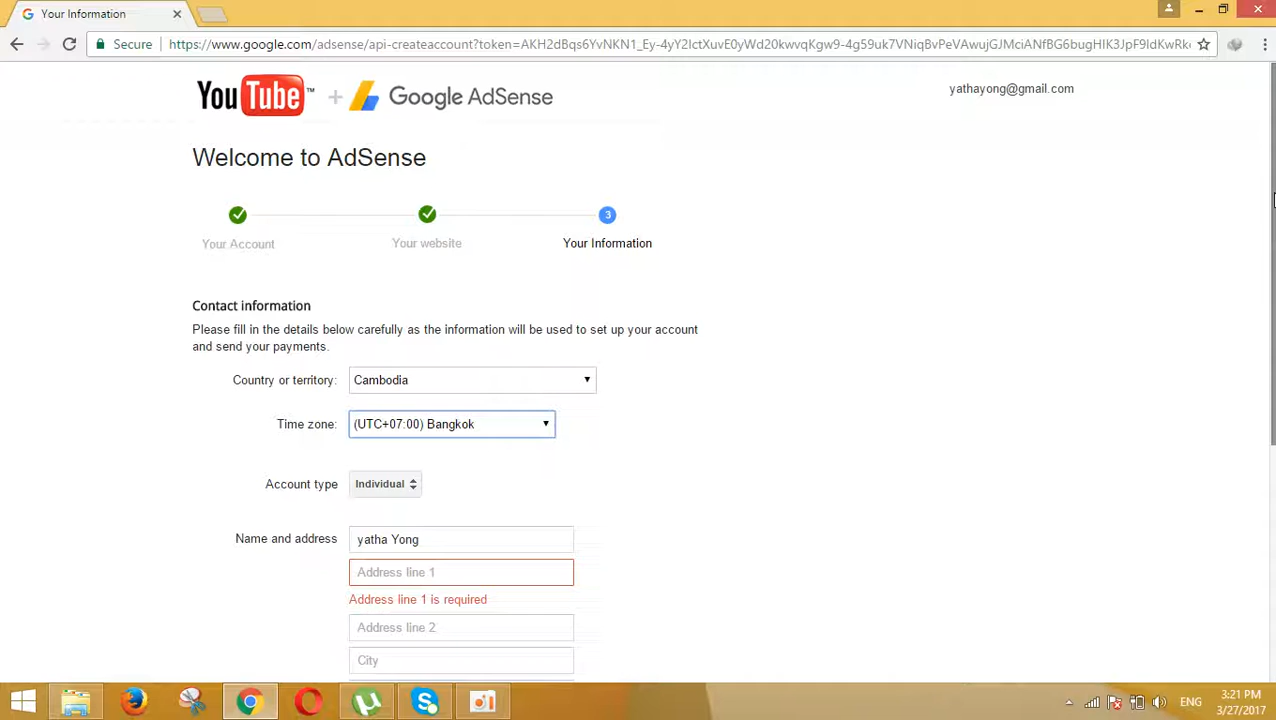 Your Information
Secure https://www.google.com/adsense/api-createaccount?token=
YouTube™ + Google AdSense
yathayong@gmail.com
Welcome to AdSense
3
Your Account
Your website
Your Information
Contact information
Please fill in the details below carefully as the information will be used to set up your account
and send your payments.
Country or territory: Cambodia
Time zone: (UTC+07:00) Bangkok
Account type Individual
Name and address yatha Yong
Address line 1
Address line 1 is required
Address line 2
City
ENG
3:21 PM
3/27/2017